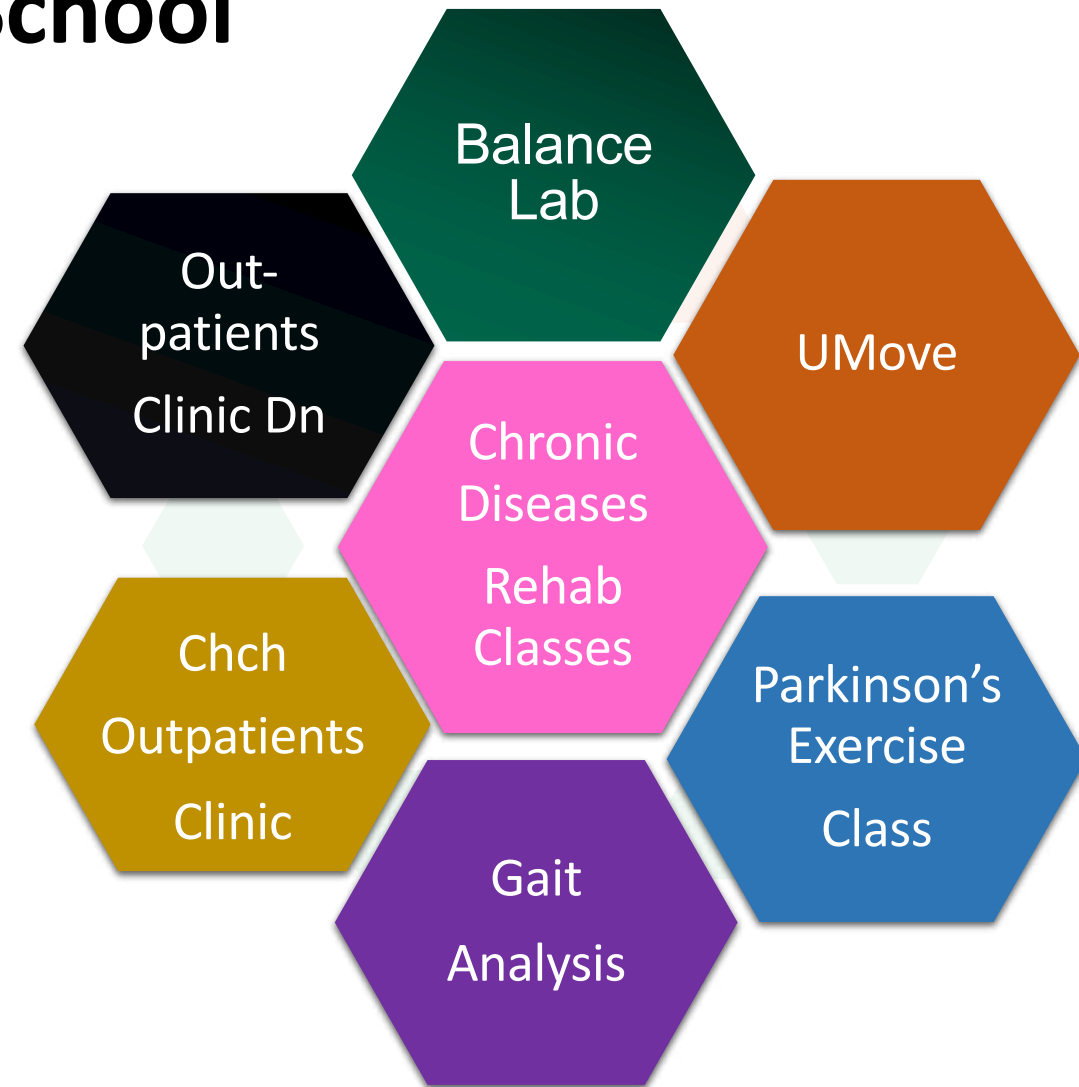 School
Balance
Lab
Out-
patients
Clinic Dn
UMove
Chronic
Diseases
Rehab
Classes
Chch
Outpatients
Clinic
Parkinson’s
Exercise
Class
Gait
Analysis